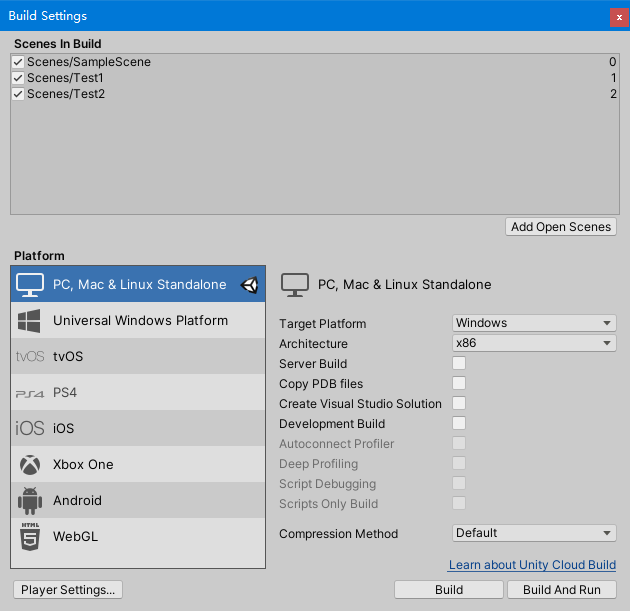 Build Settings
x
Scenes In Build
Scenes/SampleScene 0
Scenes/Test1 1
Scenes/Test2 2
Add Open Scenes
Platform
PC, Mac & Linux Standalone
Universal Windows Platform
tvOS tvOS
PS4 PS4
iOS iOS
Xbox One
Android
HTML 5 WebGL
PC, Mac & Linux Standalone
Target Platform Windows
Architecture x86
Server Build
Copy PDB files
Create Visual Studio Solution
Development Build
Autoconnect Profiler
Deep Profiling
Script Debugging
Scripts Only Build
Compression Method Default
Learn about Unity Cloud Build
Player Settings... Build Build And Run